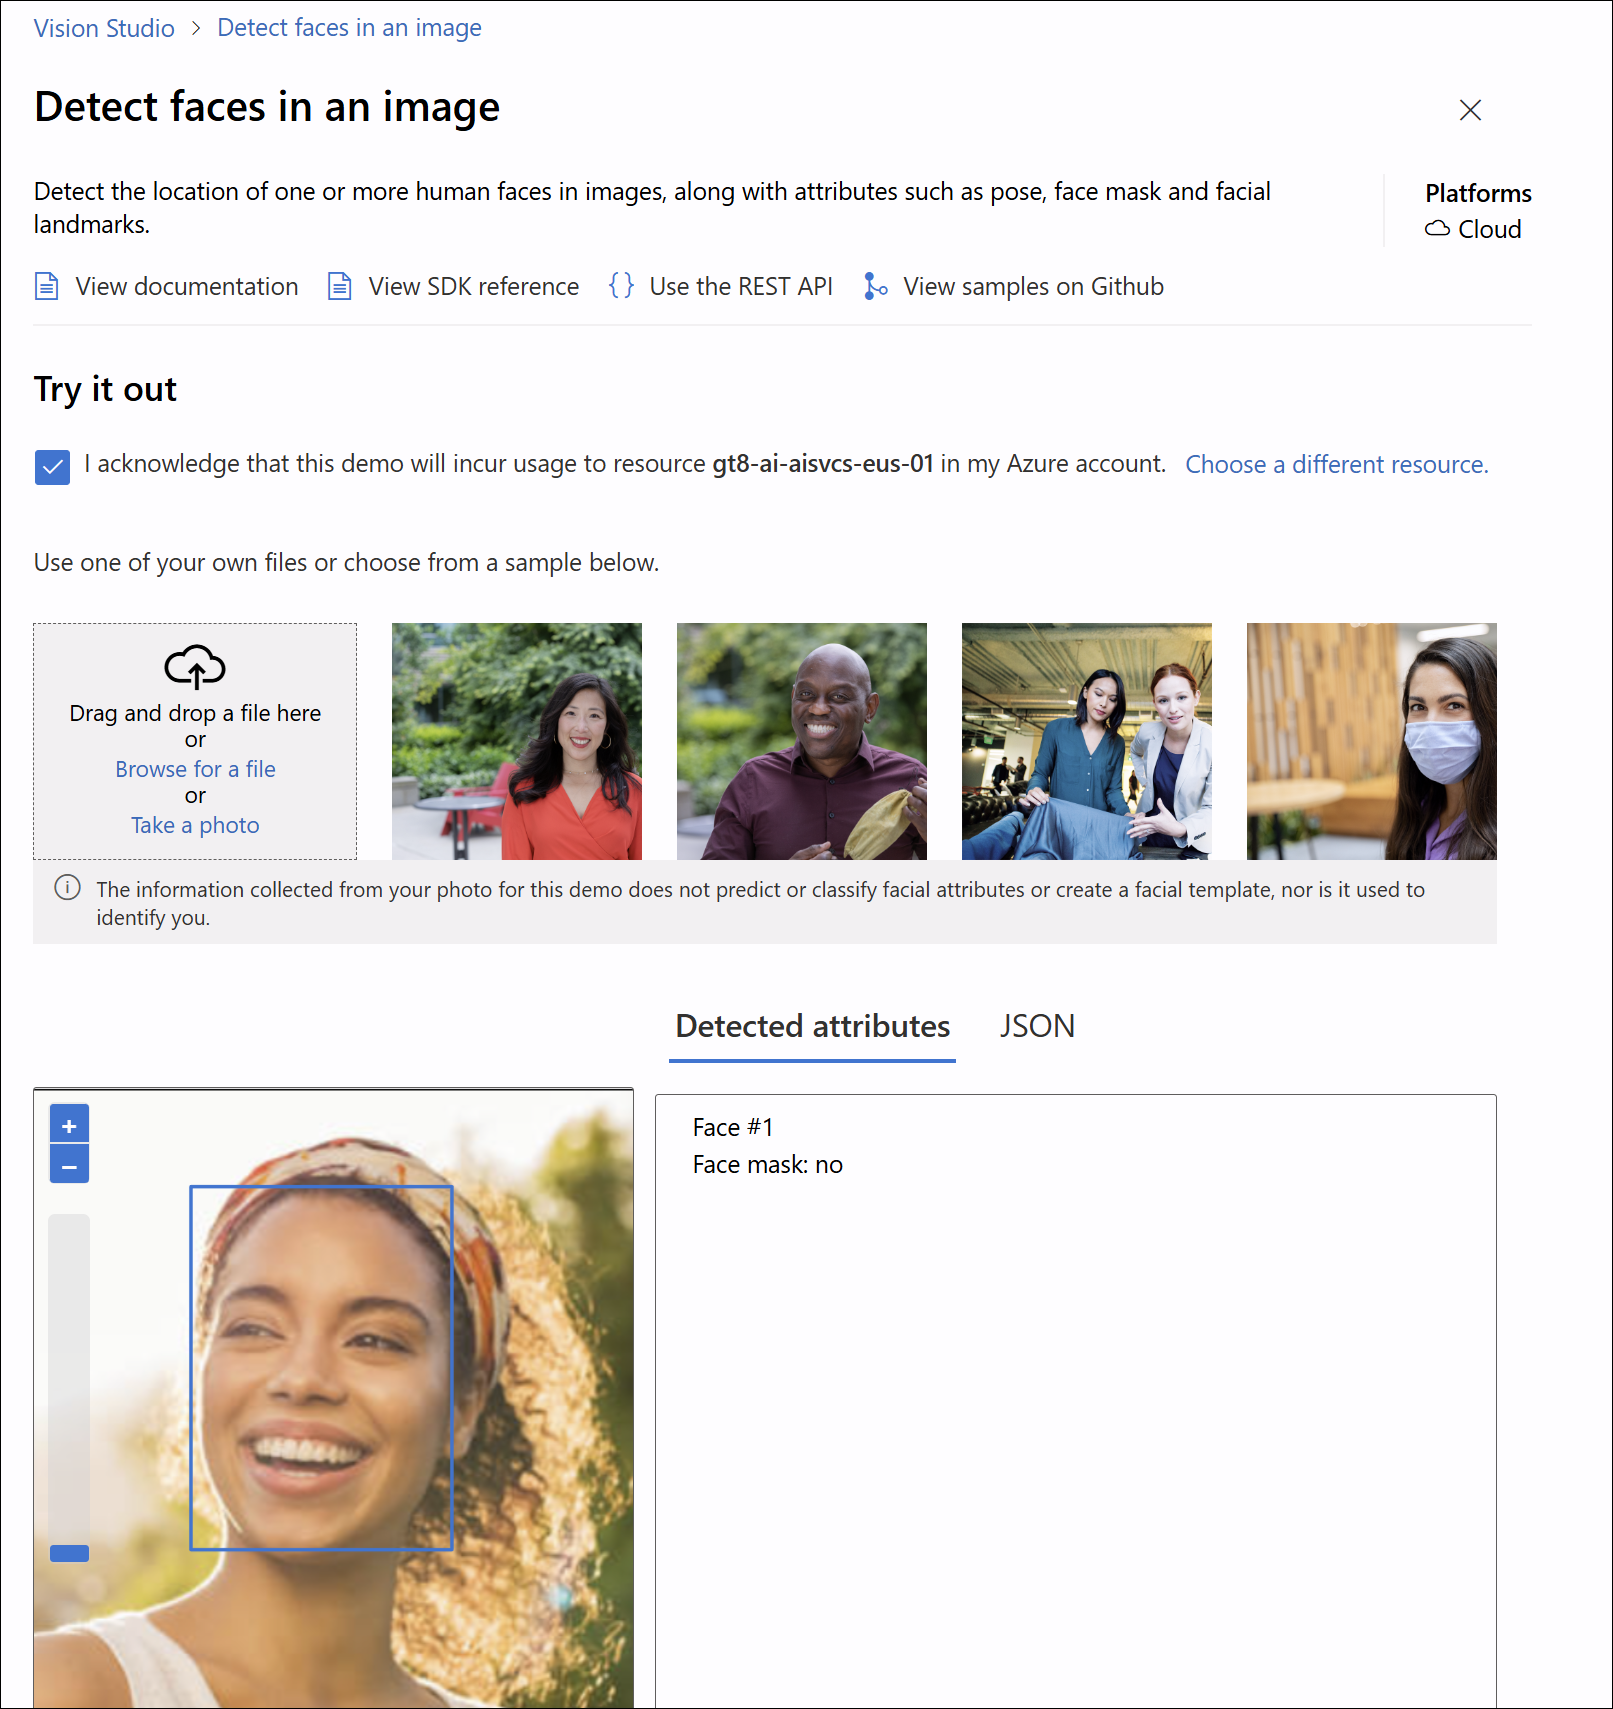 Vision Studio > Detect faces in an image
Detect faces in an image
Detect the location of one or more human faces in images, along with attributes such as pose, face mask and facial
landmarks.
Platforms
Cloud
View documentation View SDK reference {} Use the REST API View samples on Github
Try it out
I acknowledge that this demo will incur usage to resource gt8-ai-aisvcs-eus-01 in my Azure account. Choose a different resource.
Use one of your own files or choose from a sample below.
Drag and drop a file here
or
Browse for a file
or
Take a photo
The information collected from your photo for this demo does not predict or classify facial attributes or create a facial template, nor is it used to
identify you.
Detected attributes JSON
+
−
Face #1
Face mask: no